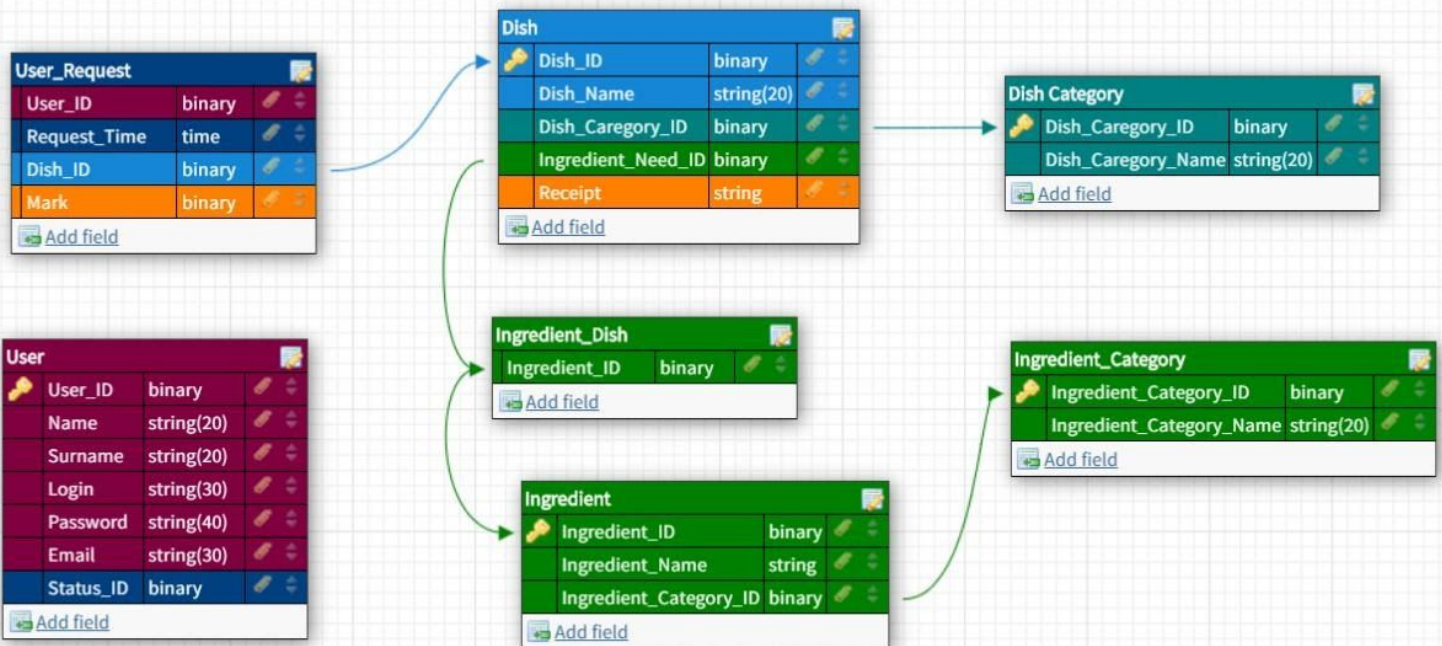 User_Request
User_ID binary
Request_Time time
Dish_ID binary
Mark binary
Add field
Dish
Dish_ID binary
Dish_Name string(20)
Dish_Caregory_ID binary
Ingredient_Need_ID binary
Receipt string
Add field
Dish Category
Dish_Caregory_ID binary
Dish_Caregory_Name string(20)
Add field
User
User_ID binary
Name string(20)
Surname string(20)
Login string(30)
Password string(40)
Email string(30)
Status_ID binary
Add field
Ingredient_Dish
Ingredient_ID binary
Add field
Ingredient_Category
Ingredient_Category_ID binary
Ingredient_Category_Name string(20)
Add field
Ingredient
Ingredient_ID binary
Ingredient_Name string
Ingredient_Category_ID binary
Add field